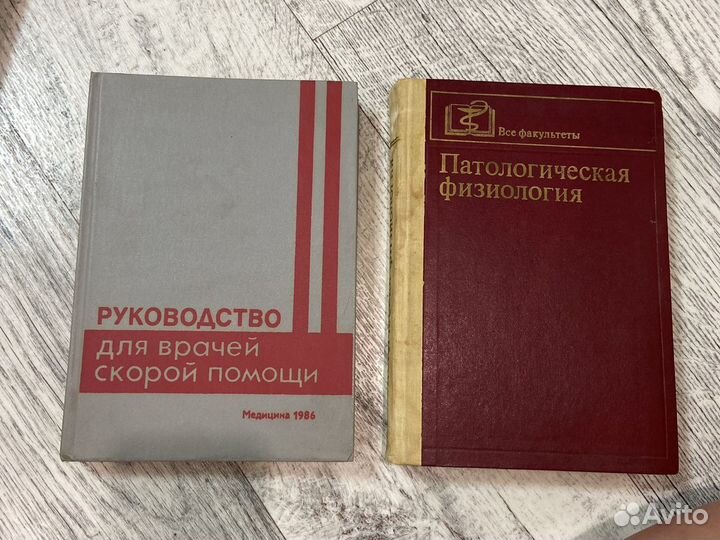 РУКОВОДСТВО
для врачей
скорой помощи
Медицина 1986
Все факультеты
Патологическая
физиология
Avito